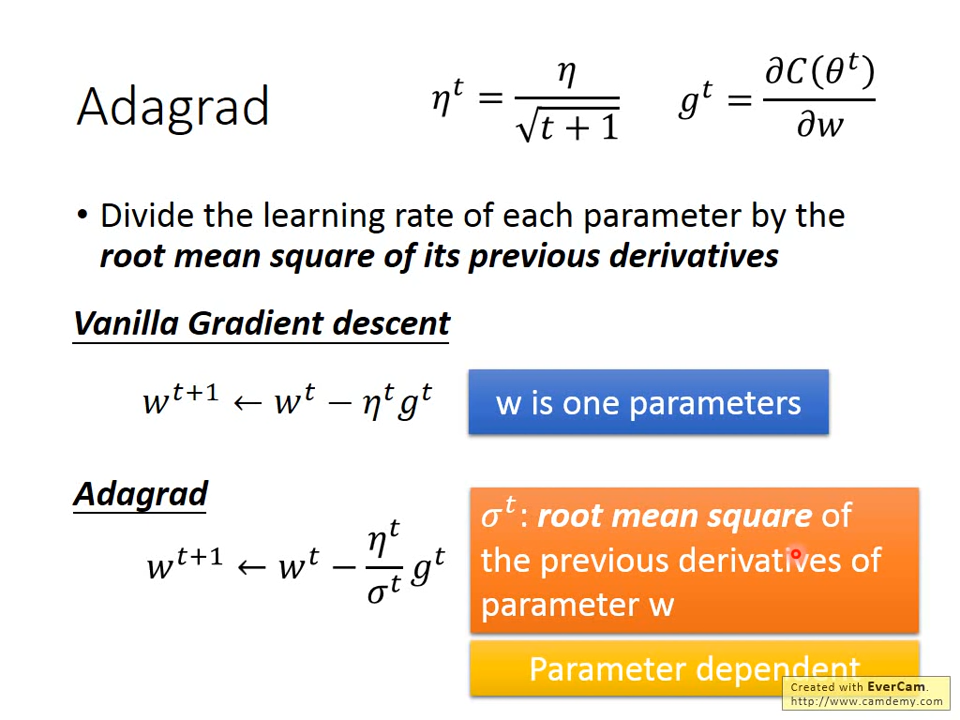 Adagrad
η^t = η / √(t + 1)
g^t = ∂C(θ^t) / ∂w
• Divide the learning rate of each parameter by the
root mean square of its previous derivatives
Vanilla Gradient descent
w^{t+1} ← w^t − η^t g^t
w is one parameters
Adagrad
w^{t+1} ← w^t − η^t / σ^t g^t
σ^t: root mean square of
the previous derivatives of
parameter w
Parameter dependent
Created with EverCam.
http://www.camdemy.com